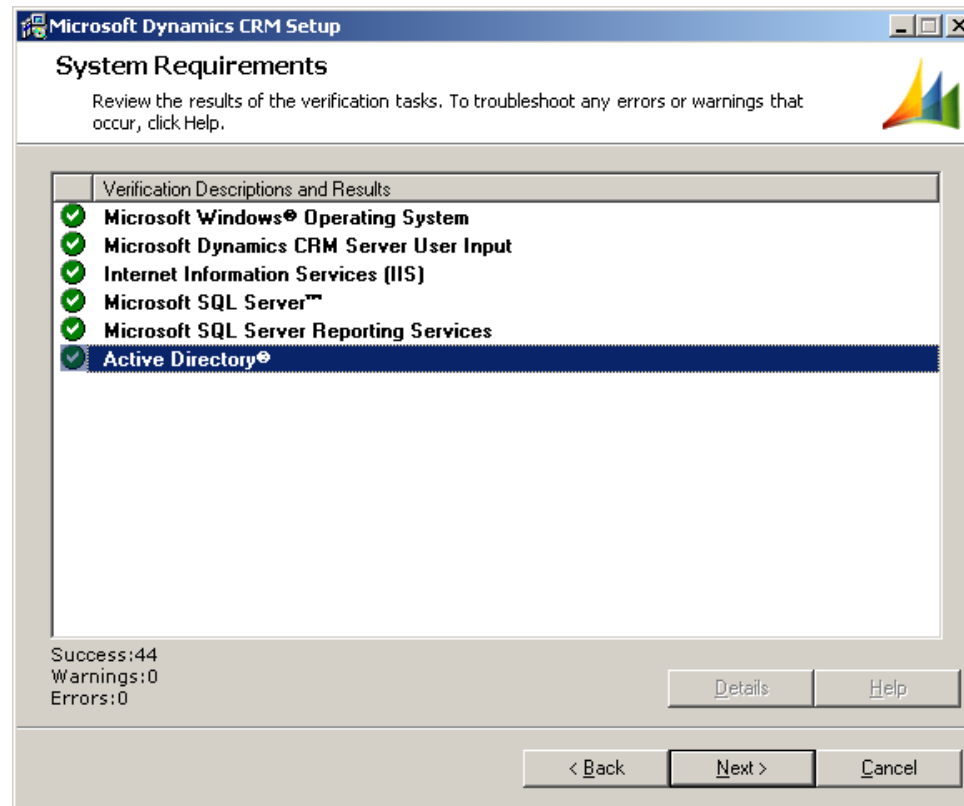 Microsoft Dynamics CRM Setup
System Requirements
Review the results of the verification tasks. To troubleshoot any errors or warnings that
occur, click Help.
Verification Descriptions and Results
Microsoft Windows® Operating System
Microsoft Dynamics CRM Server User Input
Internet Information Services (IIS)
Microsoft SQL Server™
Microsoft SQL Server Reporting Services
Active Directory®
Success:44
Warnings:0
Errors:0
Details
Help
< Back
Next >
Cancel